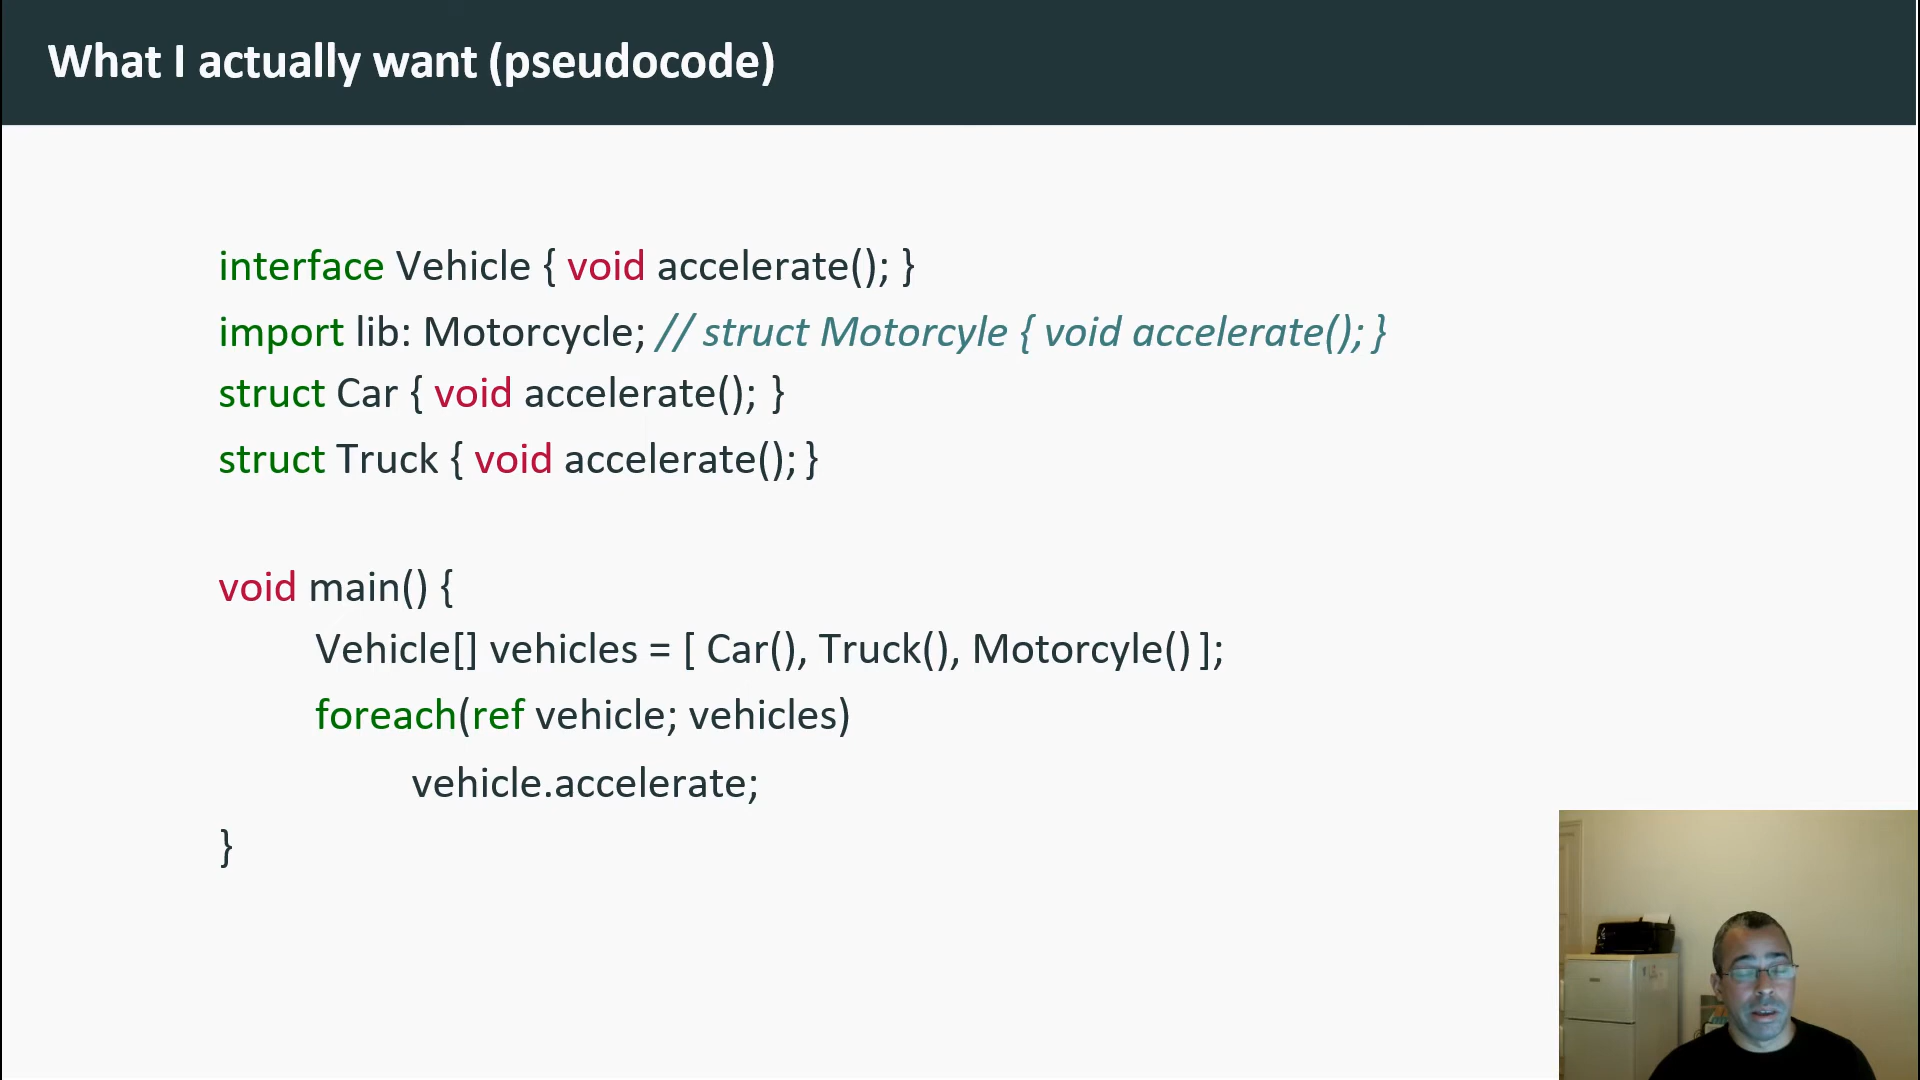 What I actually want (pseudocode)
interface Vehicle { void accelerate(); }
import lib: Motorcycle; // struct Motorcyle { void accelerate(); }
struct Car { void accelerate(); }
struct Truck { void accelerate(); }
void main() {
Vehicle[] vehicles = [ Car(), Truck(), Motorcyle() ];
foreach(ref vehicle; vehicles)
vehicle.accelerate;
}